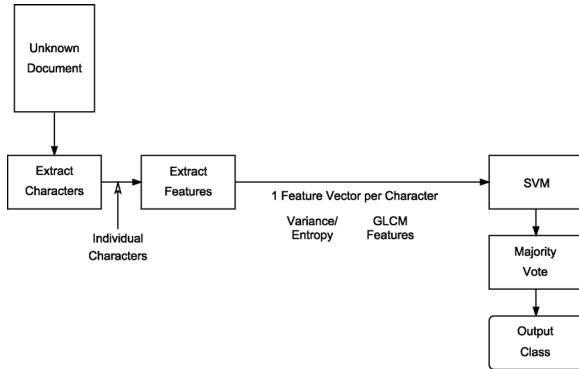 Unknown
Document
Extract
Characters
Extract
Features
1 Feature Vector per Character
SVM
Variance/
Entropy
GLCM
Features
Individual
Characters
Majority
Vote
Output
Class